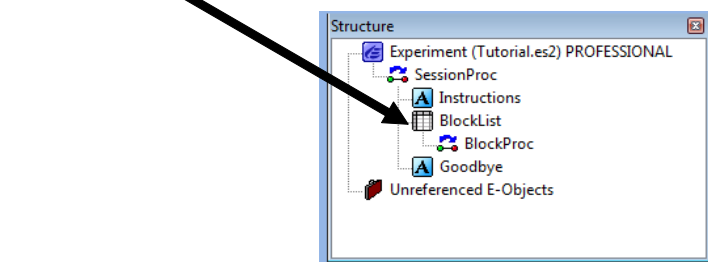 Structure
Experiment (Tutorial.es2) PROFESSIONAL
SessionProc
A Instructions
BlockList
BlockProc
A Goodbye
Unreferenced E-Objects